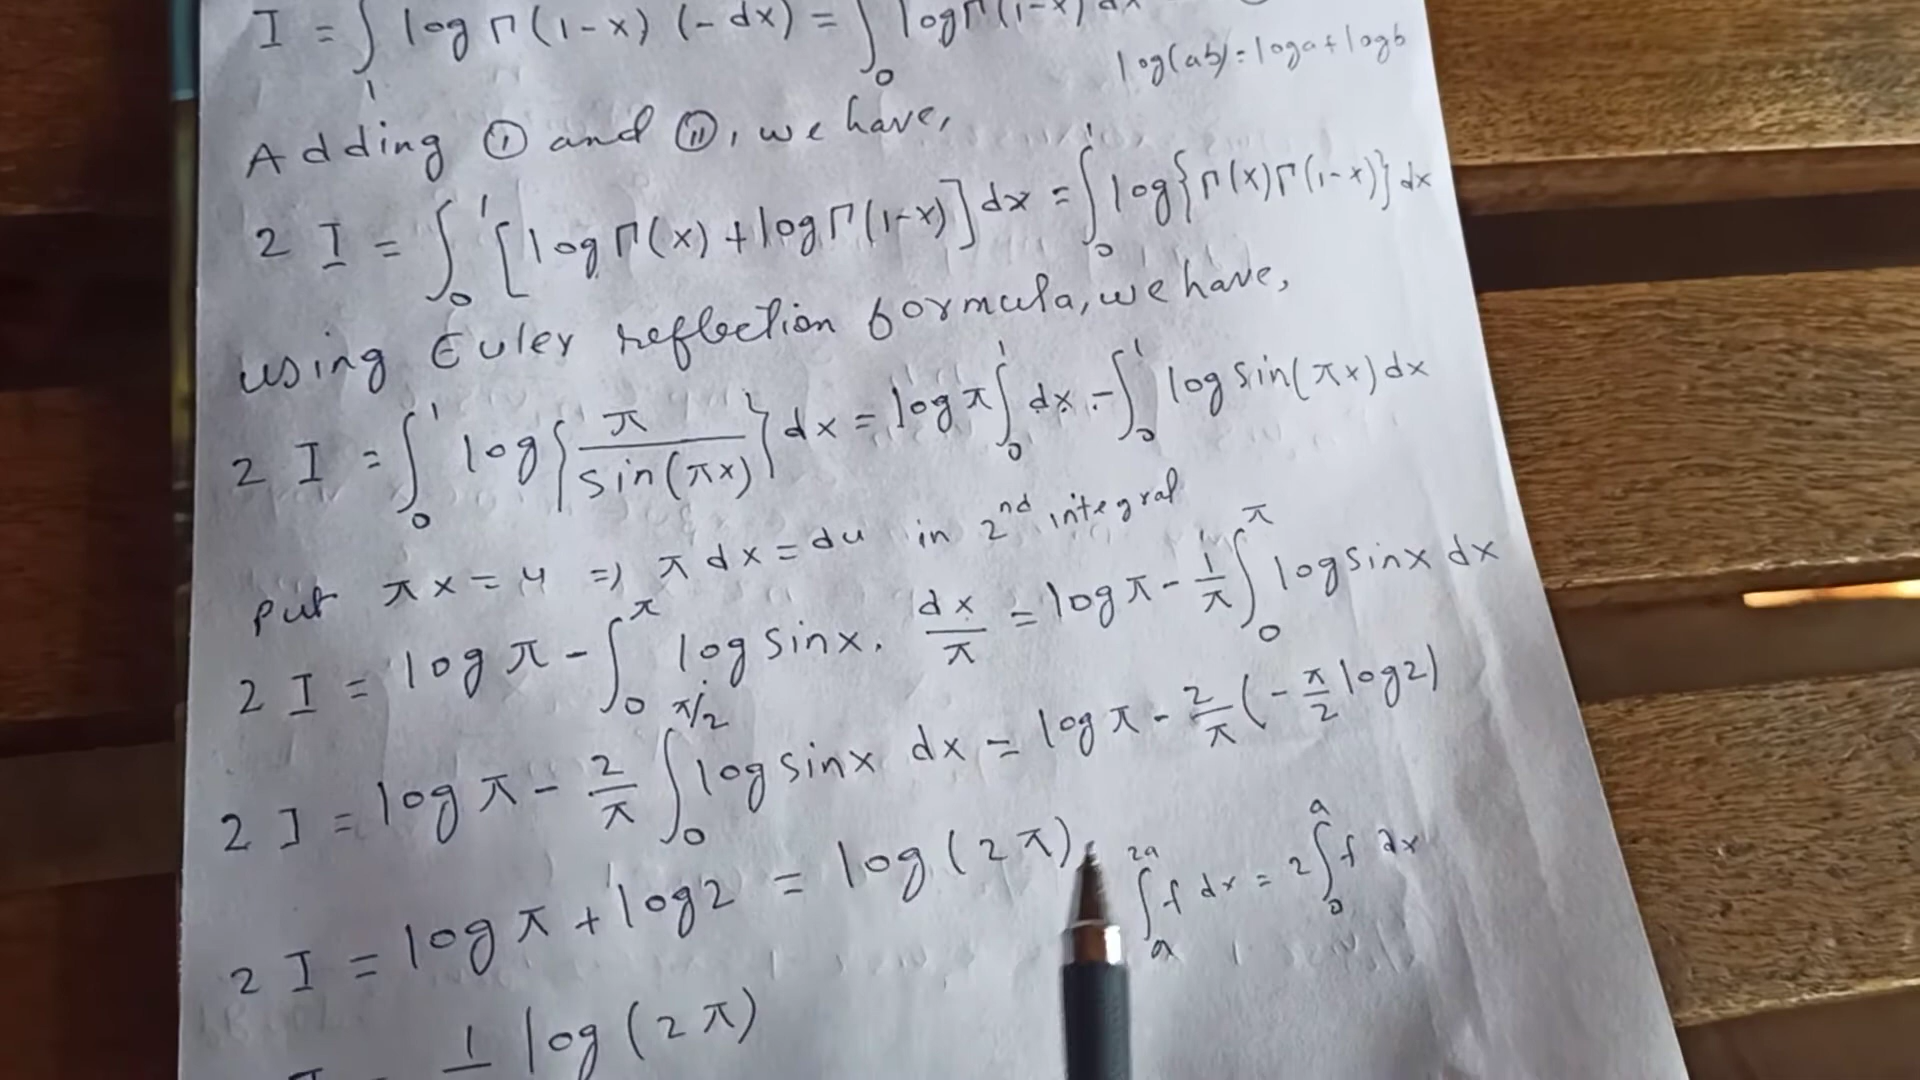 I = ∫₁ log Γ(1-x) (-dx) = ∫₀ log Γ(1-x) dx
log(ab) = log a + log b
Adding Ⓘ and Ⓘⓘ, we have,
2 I = ∫₀¹ [log Γ(x) + log Γ(1-x)] dx = ∫₀¹ log{Γ(x)Γ(1-x)} dx
using Euler reflection formula, we have,
2 I = ∫₀¹ log{π/sin(πx)} dx = log π ∫₀¹ dx - ∫₀¹ log sin(πx) dx
put πx = u => π dx = du in 2nd integral
2 I = log π - ∫₀^π log sin x . dx/π = log π - 1/π ∫₀^π log sin x dx
2 I = log π - 2/π ∫₀^(π/2) log sin x dx = log π - 2/π (-π/2 log 2)
2 I = log π + log 2 = log(2π).
∫ₐ^(2a) f dx = 2 ∫₀^a f dx
I = 1 log(2π)